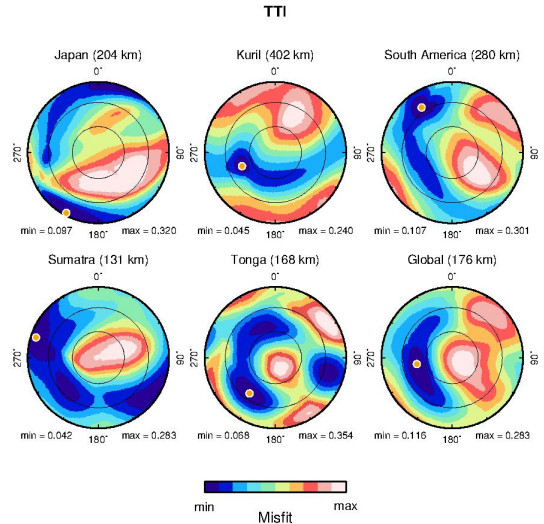 TTI
Japan (204 km)
Kuril (402 km)
South America (280 km)
0°
0°
0°
270°
90°
270°
90°
270°
90°
min = 0.097
max = 0.320
min = 0.045
max = 0.240
min = 0.107
max = 0.301
180°
180°
180°
Sumatra (131 km)
Tonga (168 km)
Global (176 km)
0°
0°
0°
270°
90°
270°
90°
270°
90°
min = 0.042
max = 0.283
min = 0.068
max = 0.354
min = 0.116
max = 0.283
180°
180°
180°
min
max
Misfit